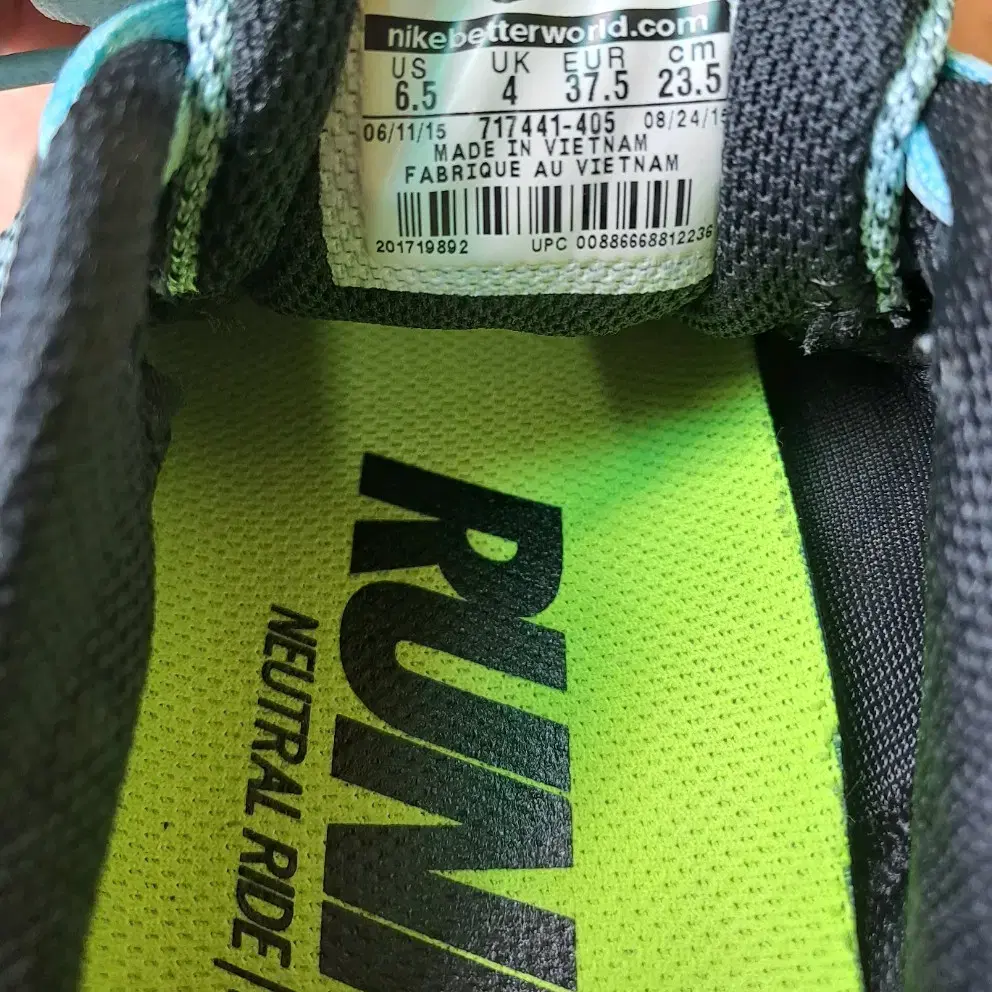 nikebetterworld.com
US UK EUR cm
6.5 4 37.5 23.5
06/11/15 717441-405 08/24/15
MADE IN VIETNAM
FABRIQUE AU VIETNAM
201719892 UPC 00886668812236
RUN
NEUTRAL RIDE /